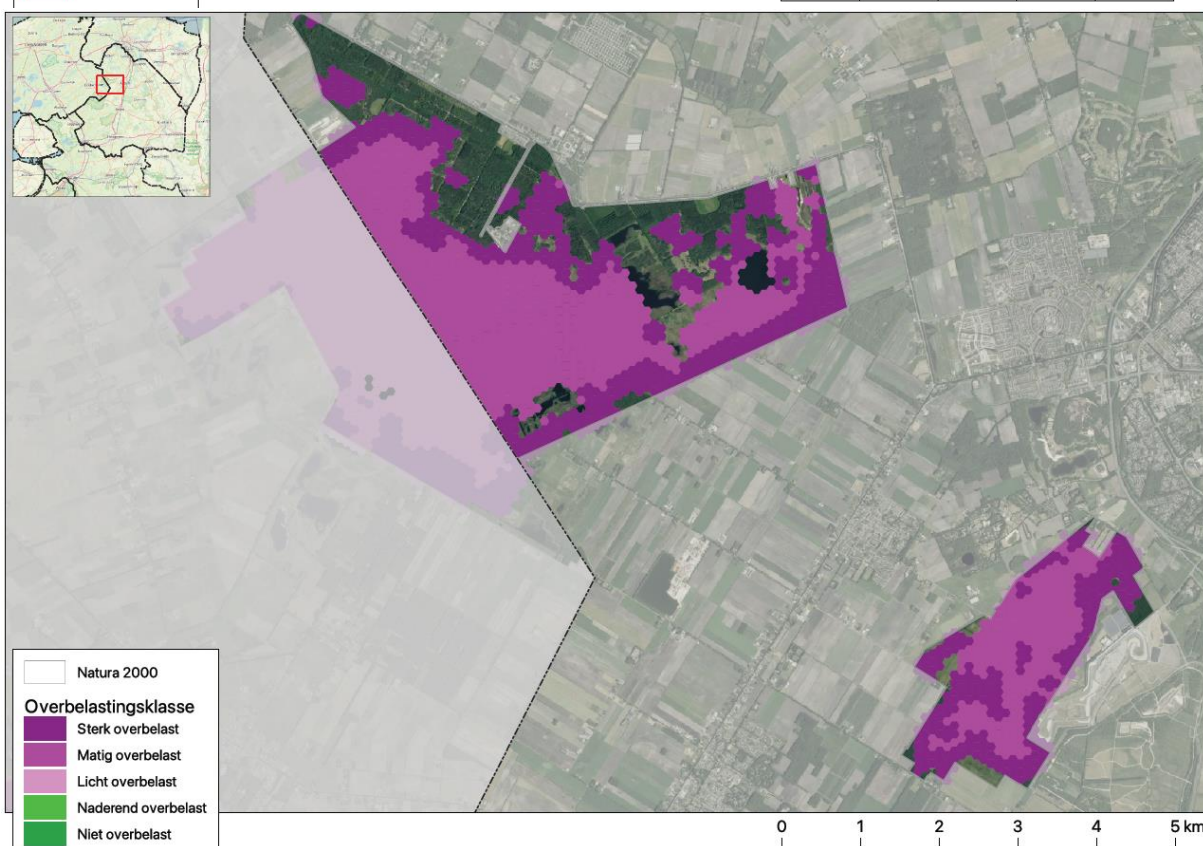 Natura 2000
Overbelastingsklasse
Sterk overbelast
Matig overbelast
Licht overbelast
Naderend overbelast
Niet overbelast
0 1 2 3 4 5 km